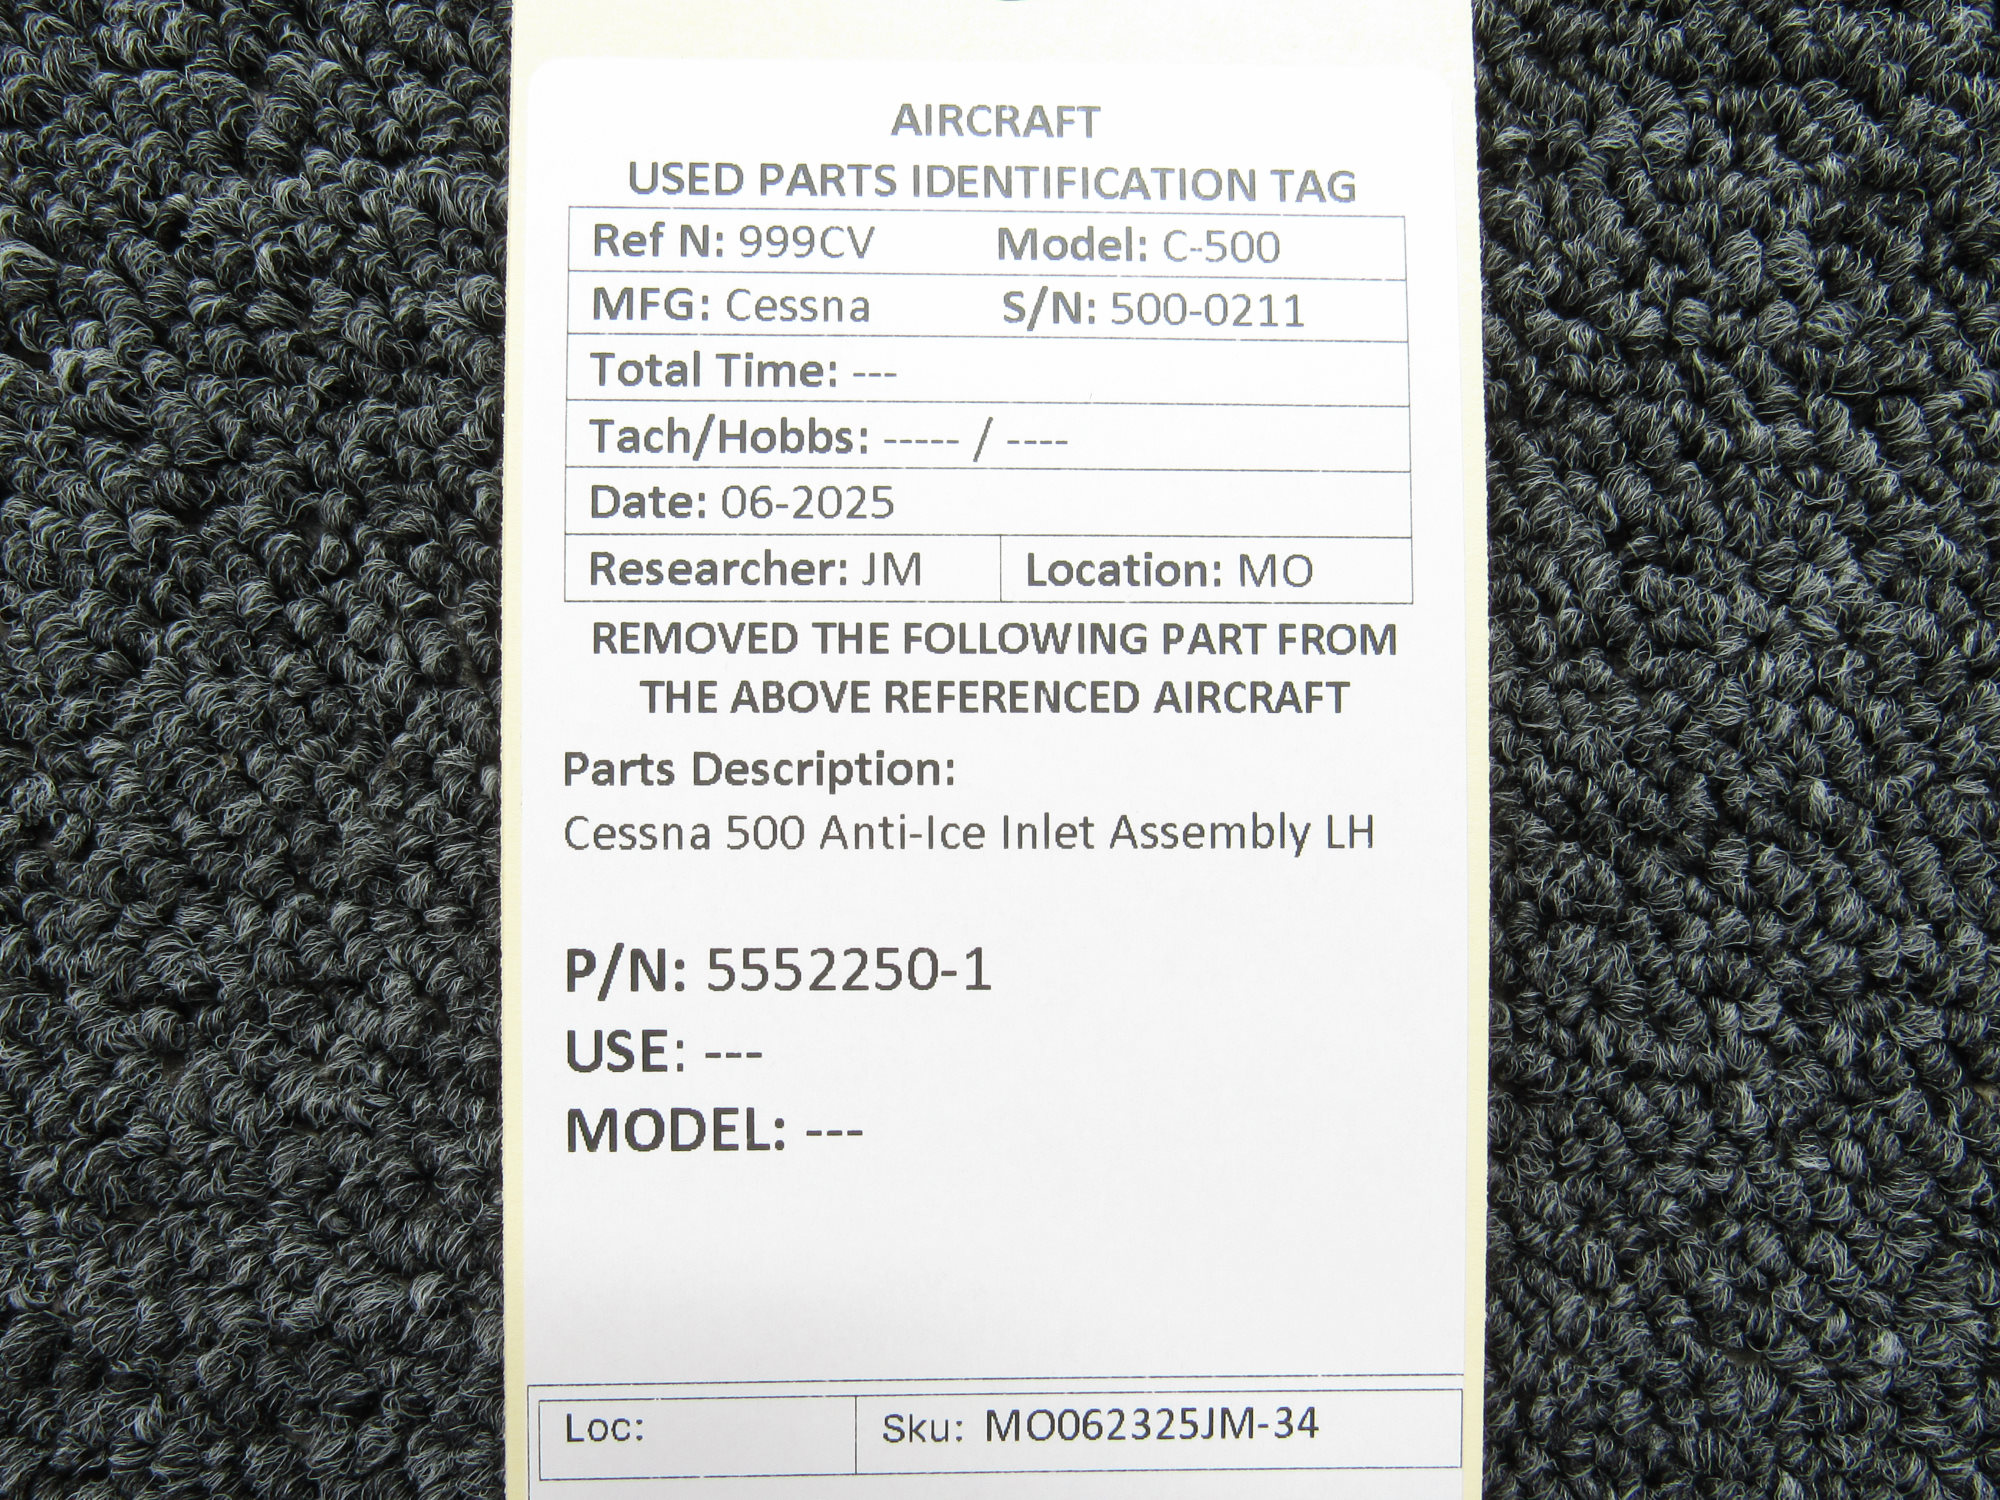 AIRCRAFT
USED PARTS IDENTIFICATION TAG
Ref N: 999CV Model: C-500
MFG: Cessna S/N: 500-0211
Total Time: ---
Tach/Hobbs: ----- / ----
Date: 06-2025
Researcher: JM Location: MO
REMOVED THE FOLLOWING PART FROM
THE ABOVE REFERENCED AIRCRAFT
Parts Description:
Cessna 500 Anti-Ice Inlet Assembly LH
P/N: 5552250-1
USE: ---
MODEL: ---
Loc: Sku: MO062325JM-34